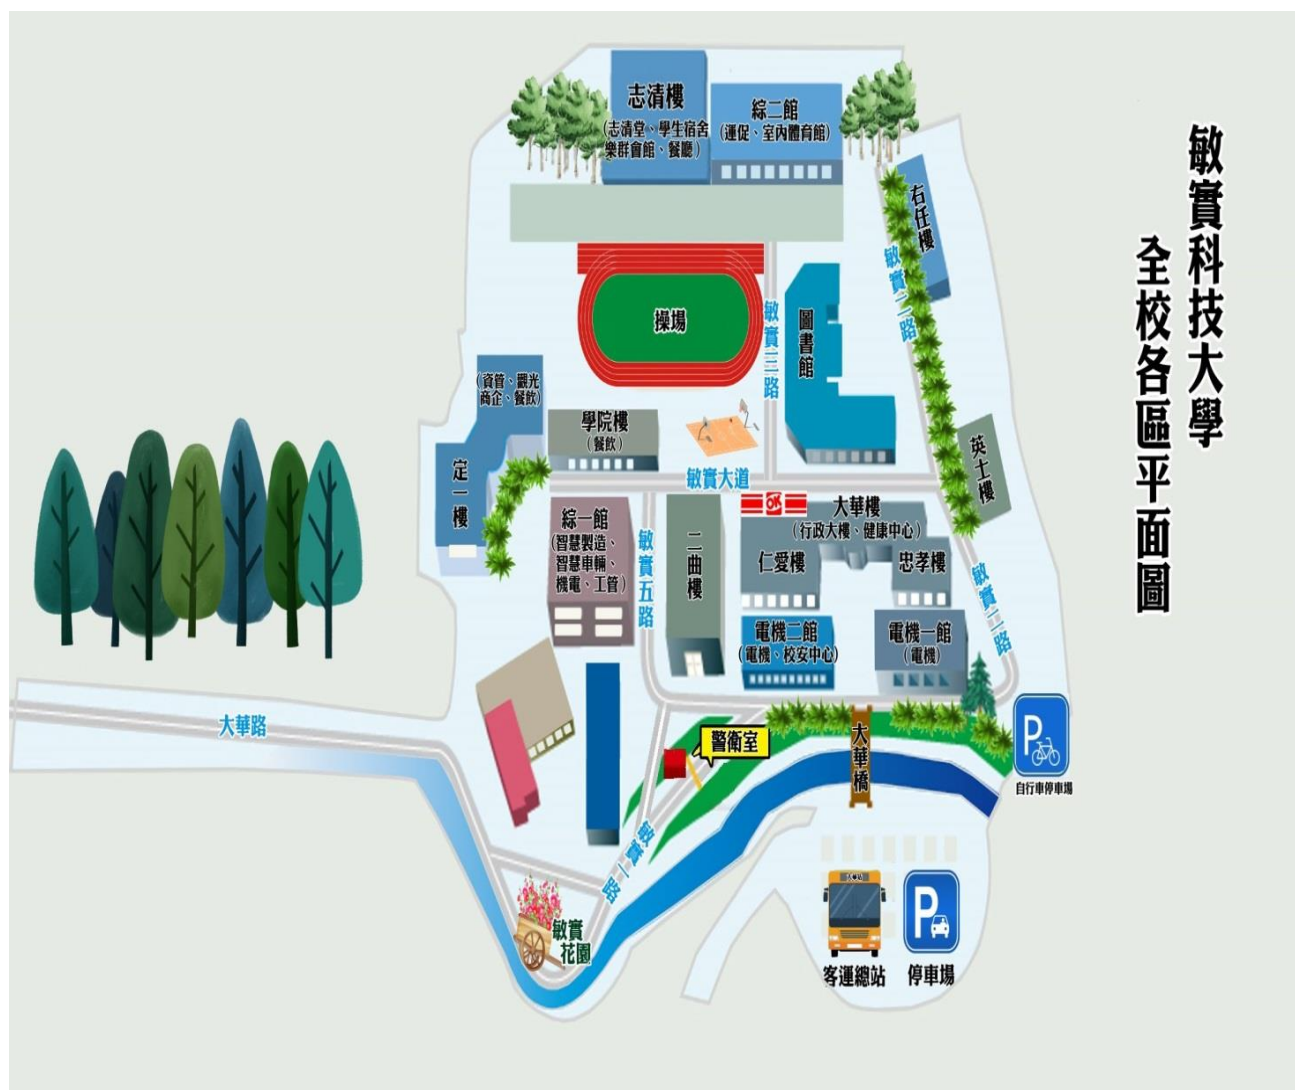 敏實科技大學
全校各區平面圖
志清樓
(志清堂、學生宿舍
樂群會館、餐廳)
綜二館
(運促、室內體育館)
右任樓
敏實二路
操場
敏實三路
圖書館
(資管、觀光
商企、餐飲)
學院樓
(餐飲)
定一樓
敏實大道
英士樓
綜一館
(智慧製造、
智慧車輛、
機電、工管)
敏實五路
二曲樓
OK
大華樓
(行政大樓、健康中心)
仁愛樓
忠孝樓
敏實二路
電機二館
(電機、校安中心)
電機一館
(電機)
大華路
警衛室
大華橋
P
自行車停車場
敏實一路
敏實
花園
大華站
客運總站
P
停車場